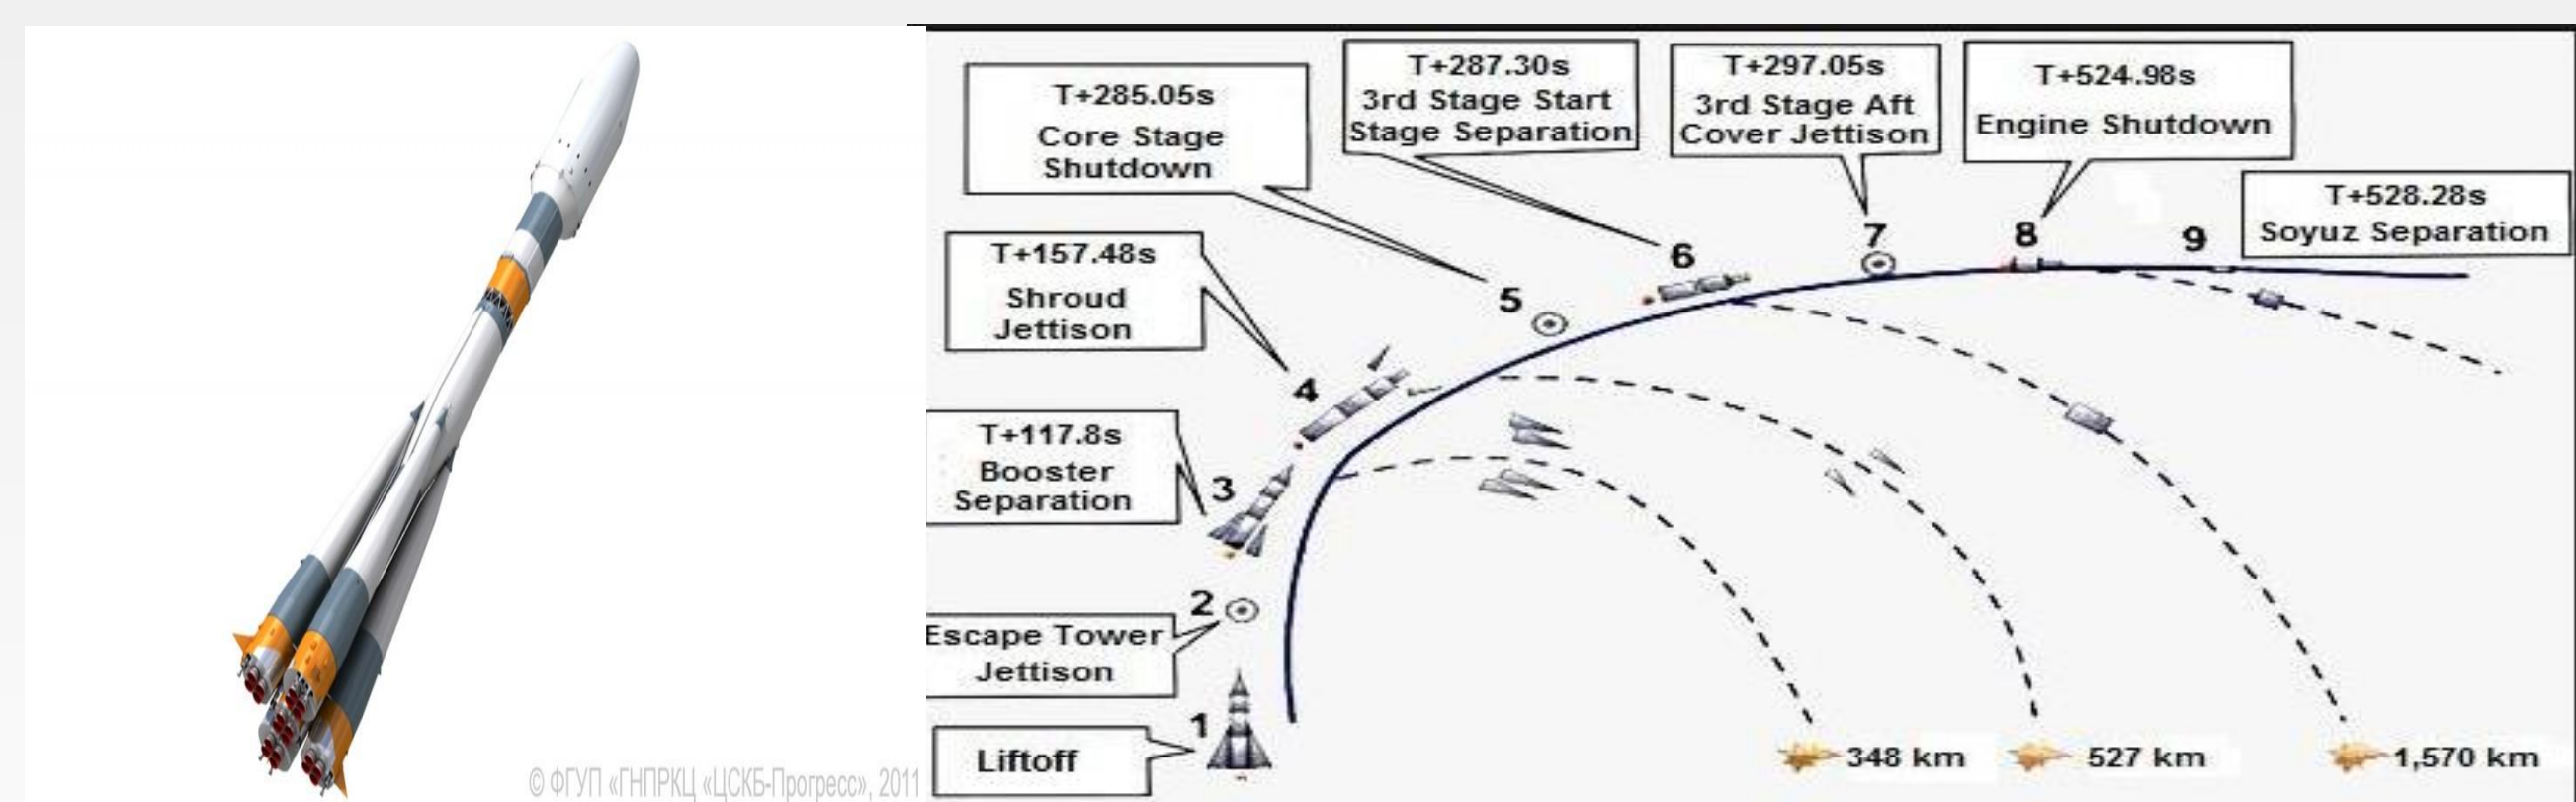 © ФГУП «ГНПРКЦ «ЦСКБ-Прогресс», 2011
T+285.05s
Core Stage
Shutdown
T+287.30s
3rd Stage Start
Stage Separation
T+297.05s
3rd Stage Aft
Cover Jettison
T+524.98s
Engine Shutdown
T+528.28s
Soyuz Separation
T+157.48s
Shroud
Jettison
T+117.8s
Booster
Separation
Escape Tower
Jettison
Liftoff
1
2
3
4
5
6
7
8
9
348 km
527 km
1,570 km